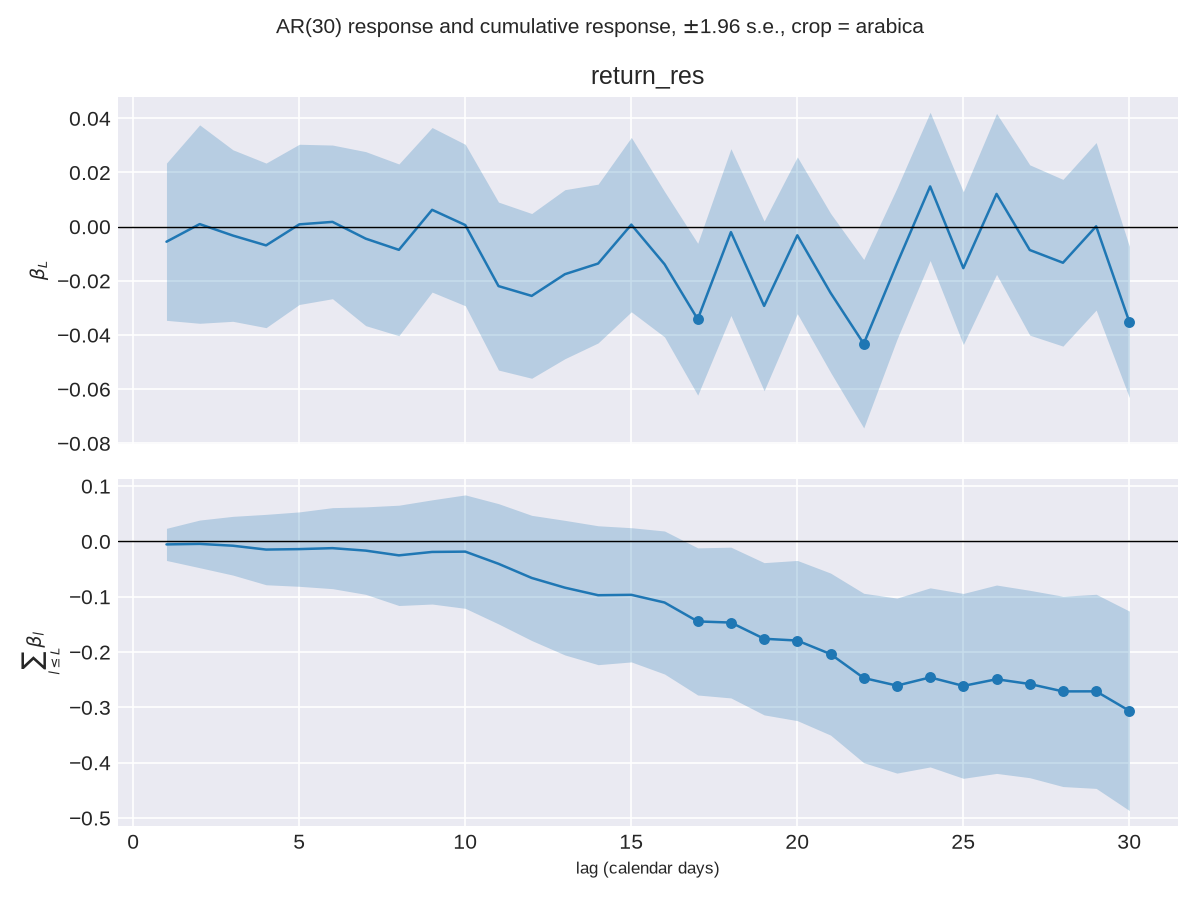 AR(30) response and cumulative response, ±1.96 s.e., crop = arabica
return_res
0.04
0.02
0.00
−0.02
−0.04
−0.06
−0.08
β_L
0.1
0.0
−0.1
−0.2
−0.3
−0.4
−0.5
∑_{l≤L} β_l
0 5 10 15 20 25 30
lag (calendar days)